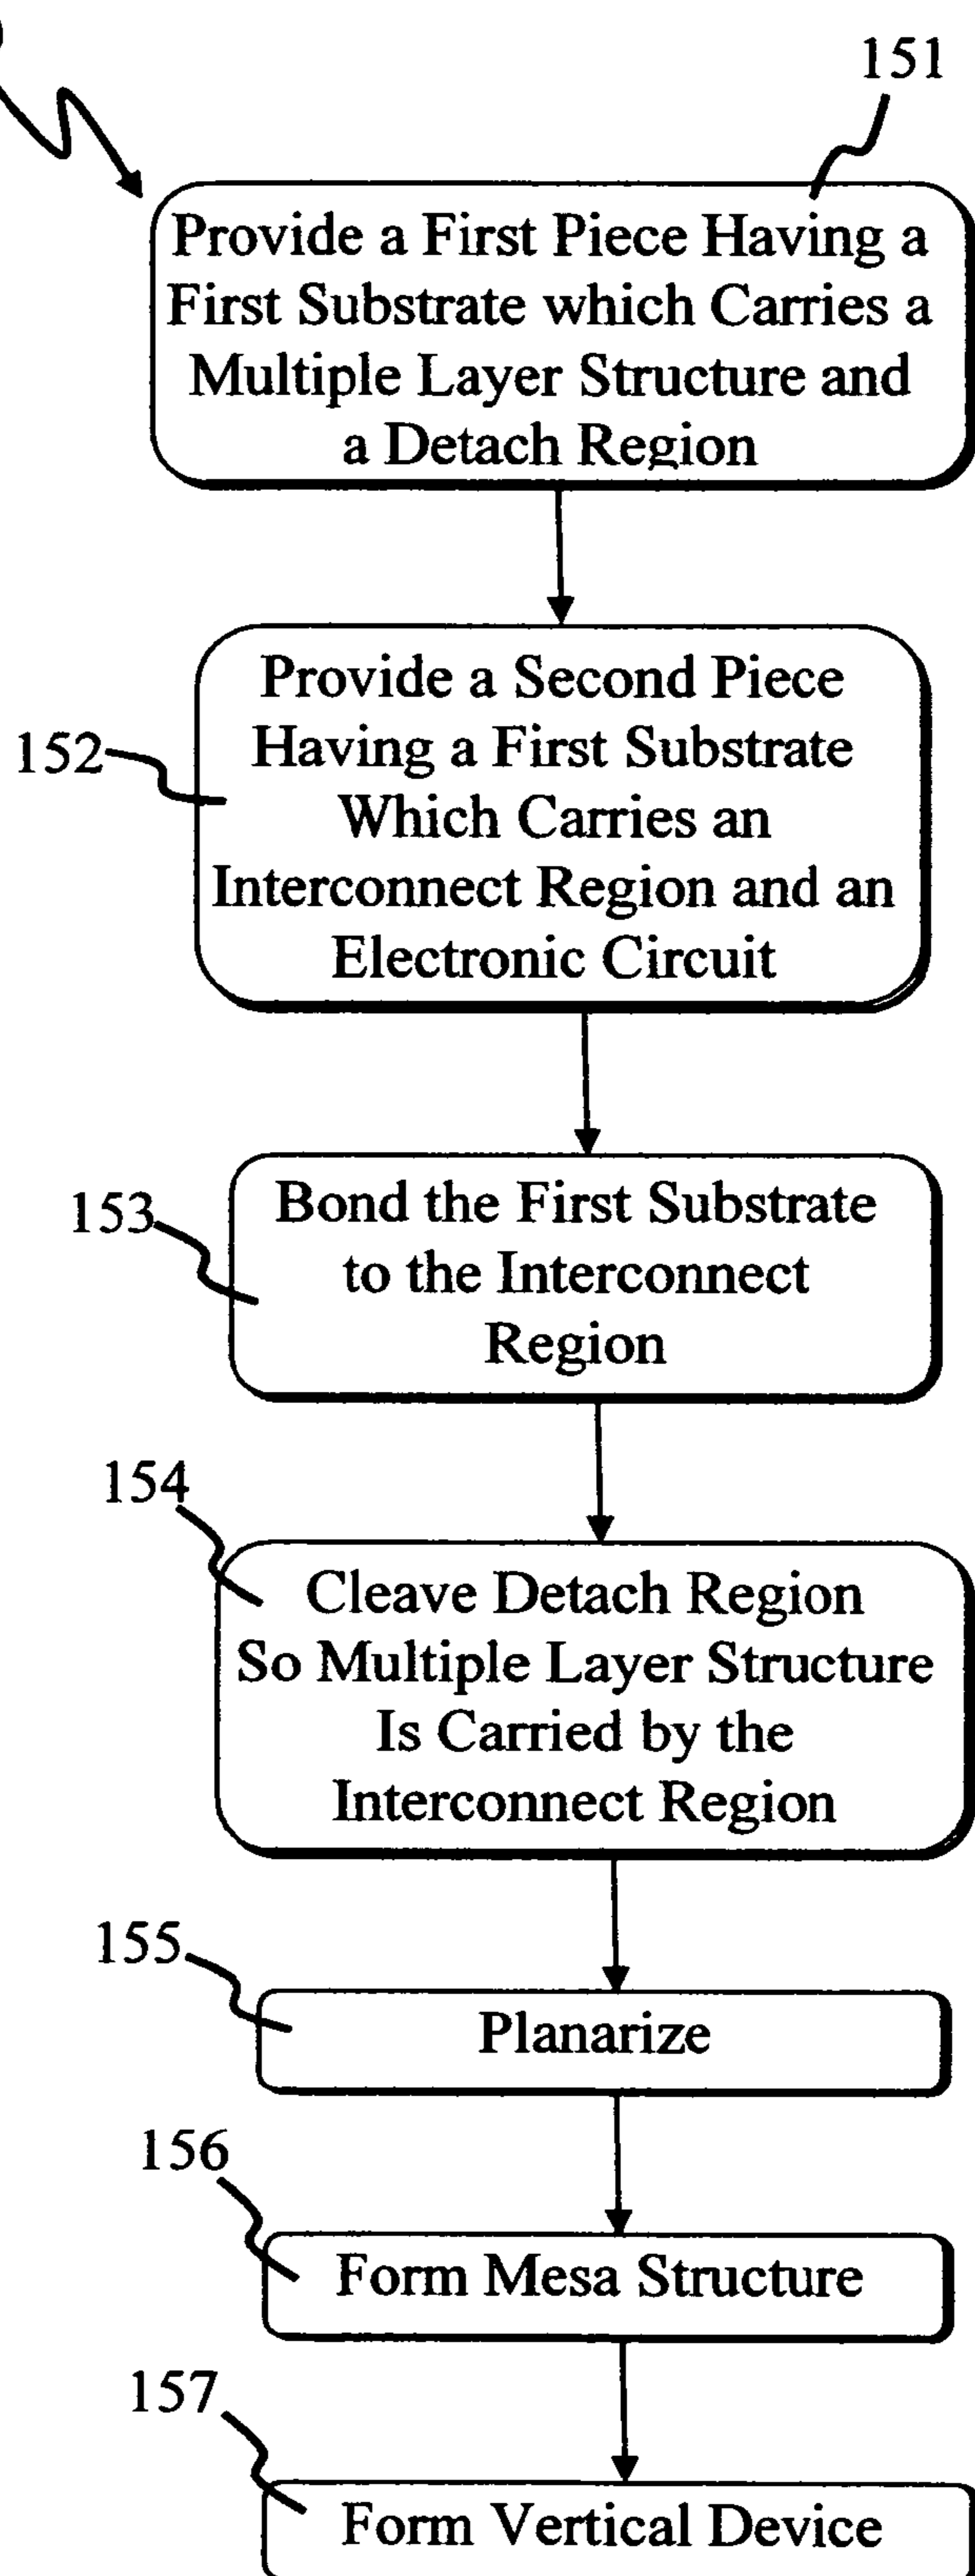 151
Provide a First Piece Having a
First Substrate which Carries a
Multiple Layer Structure and
a Detach Region
152
Provide a Second Piece
Having a First Substrate
Which Carries an
Interconnect Region and an
Electronic Circuit
153
Bond the First Substrate
to the Interconnect
Region
154
Cleave Detach Region
So Multiple Layer Structure
Is Carried by the
Interconnect Region
155
Planarize
156
Form Mesa Structure
157
Form Vertical Device